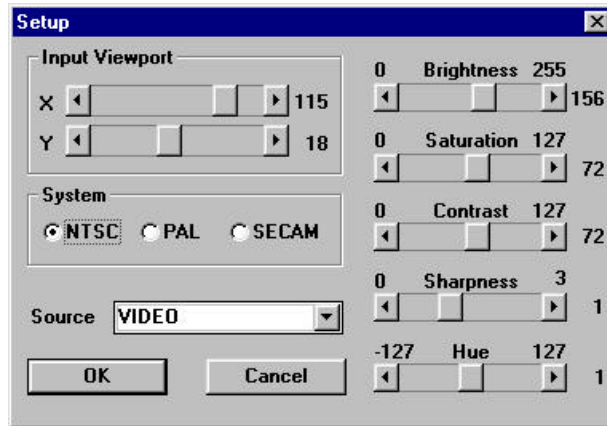 Setup
Input Viewport
X 115
Y 18
System
NTSC PAL SECAM
Source VIDEO
OK Cancel
0 Brightness 255
156
0 Saturation 127
72
0 Contrast 127
72
0 Sharpness 3
1
-127 Hue 127
1